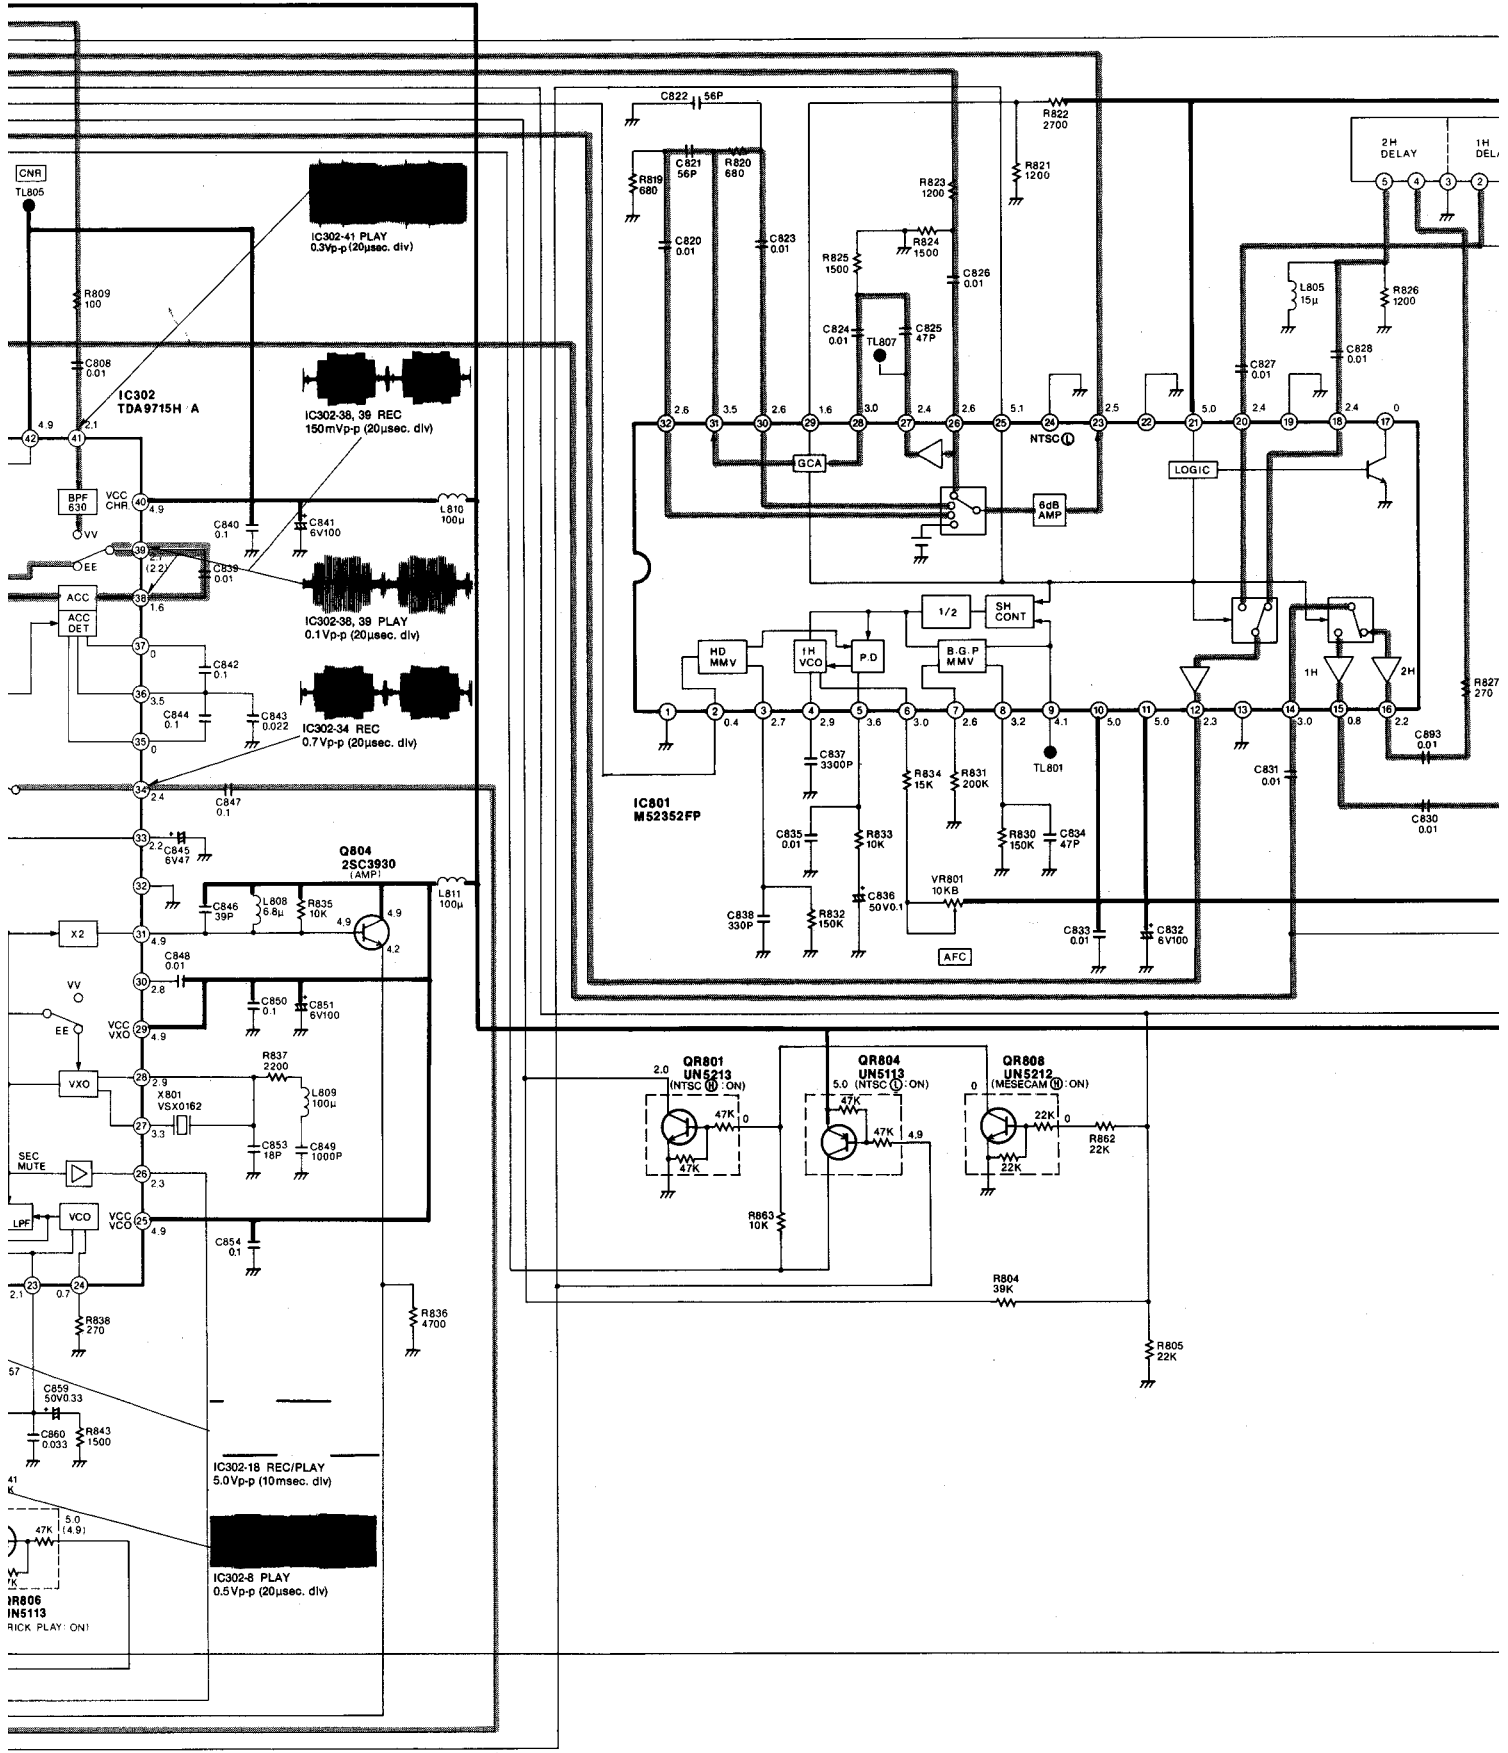 C822 56P
R822
2700
2H
DELAY
1H
DELA
5
4
3
2
R819
680
C821
56P
R820
680
R821
1200
CNR
TL805
IC302-41 PLAY
0.3Vp-p (20µsec. div)
R823
1200
C820
0.01
C823
0.01
R825
1500
R824
1500
C826
0.01
R809
100
L805
15µ
R826
1200
C824
0.01
TL807
C825
47P
C808
0.01
C827
0.01
C828
0.01
IC302
TDA9715H/A
IC302-38, 39 REC
150mVp-p (20µsec. div)
42
4.9
41
2.1
32
2.6
31
3.5
30
2.6
29
1.6
28
3.0
27
2.4
26
2.6
25
5.1
24
NTSC L
23
2.5
22
21
5.0
20
2.4
19
18
2.4
17
0
GCA
LOGIC
BPF
630
VCC
CHR.
40
4.9
L810
100µ
6dB
AMP
C840
0.1
C841
6V100
VV
39
2.7
(2.2)
C839
0.01
EE
ACC
38
1.6
ACC
DET
IC302-38, 39 PLAY
0.1Vp-p (20µsec. div)
1/2
SH
CONT
37
0
C842
0.1
HD
MMV
1H
VCO
P.D
B.G.P
MMV
1H
2H
36
3.5
C844
0.1
C843
0.022
R827
270
35
0
IC302-34 REC
0.7Vp-p (20µsec. div)
1
2
0.4
3
2.7
4
2.9
5
3.6
6
3.0
7
2.6
8
3.2
9
4.1
10
5.0
11
5.0
12
2.3
13
14
3.0
15
0.8
16
2.2
C893
0.01
C837
3300P
R834
15K
R831
200K
TL801
C831
0.01
34
2.4
C847
0.1
IC801
M52352FP
C830
0.01
33
2.2
C845
6V47
C835
0.01
R833
10K
R830
150K
C834
47P
Q804
2SC3930
(AMP)
32
L811
100µ
C846
39P
L808
6.8µ
R835
10K
4.9
4.9
4.2
C836
50V0.1
VR801
10KB
C838
330P
R832
150K
C833
0.01
C832
6V100
X2
31
4.9
AFC
C848
0.01
30
2.8
VV
C850
0.1
C851
6V100
EE
VCC
VXO
29
4.9
R837
2200
QR801
UN5213
(NTSC H: ON)
2.0
QR804
UN5113
5.0 (NTSC L: ON)
QR808
UN5212
(MESECAM H: ON)
0
VXO
28
2.9
X801
VSX0162
L809
100µ
47K
0
47K
47K
47K
4.9
22K
0
22K
R862
22K
27
3.3
C853
18P
C849
1000P
SEC
MUTE
26
2.3
LPF
VCO
VCC
VCO
25
4.9
R863
10K
C854
0.1
23
2.1
24
0.7
R804
39K
R836
4700
R838
270
R805
22K
57
C859
50V0.33
C860
0.033
R843
1500
IC302-18 REC/PLAY
5.0Vp-p (10msec. div)
41
K
47K
5.0
(4.9)
7K
IC302-8 PLAY
0.5Vp-p (20µsec. div)
QR806
UN5113
RICK PLAY: ON)